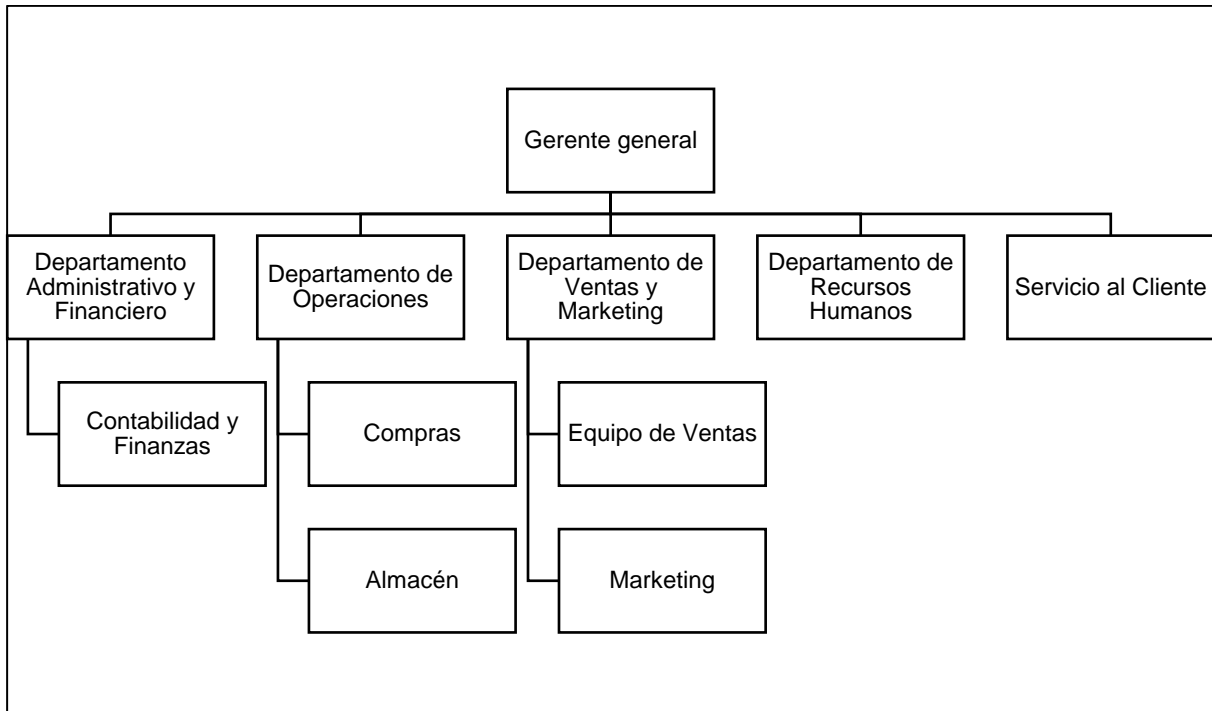 Gerente general
Departamento
Administrativo y
Financiero
Departamento de
Operaciones
Departamento de
Ventas y
Marketing
Departamento de
Recursos
Humanos
Servicio al Cliente
Contabilidad y
Finanzas
Compras
Equipo de Ventas
Almacén
Marketing